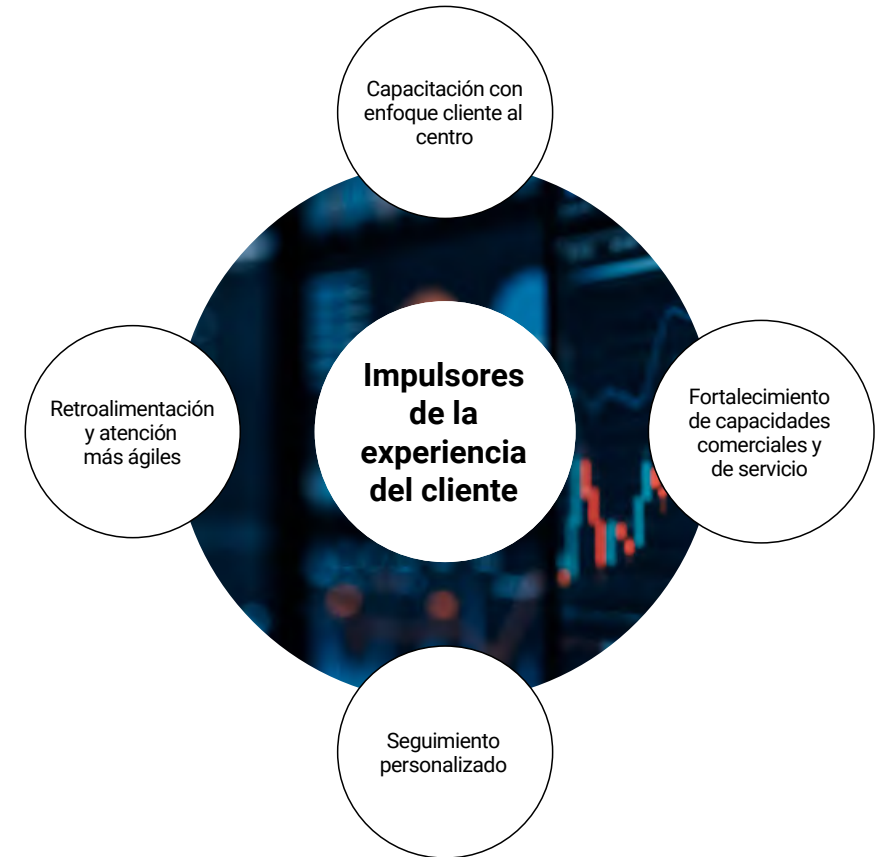 Capacitación con
enfoque cliente al
centro
Retroalimentación
y atención
más ágiles
Impulsores
de la
experiencia
del cliente
Fortalecimiento
de capacidades
comerciales y
de servicio
Seguimiento
personalizado